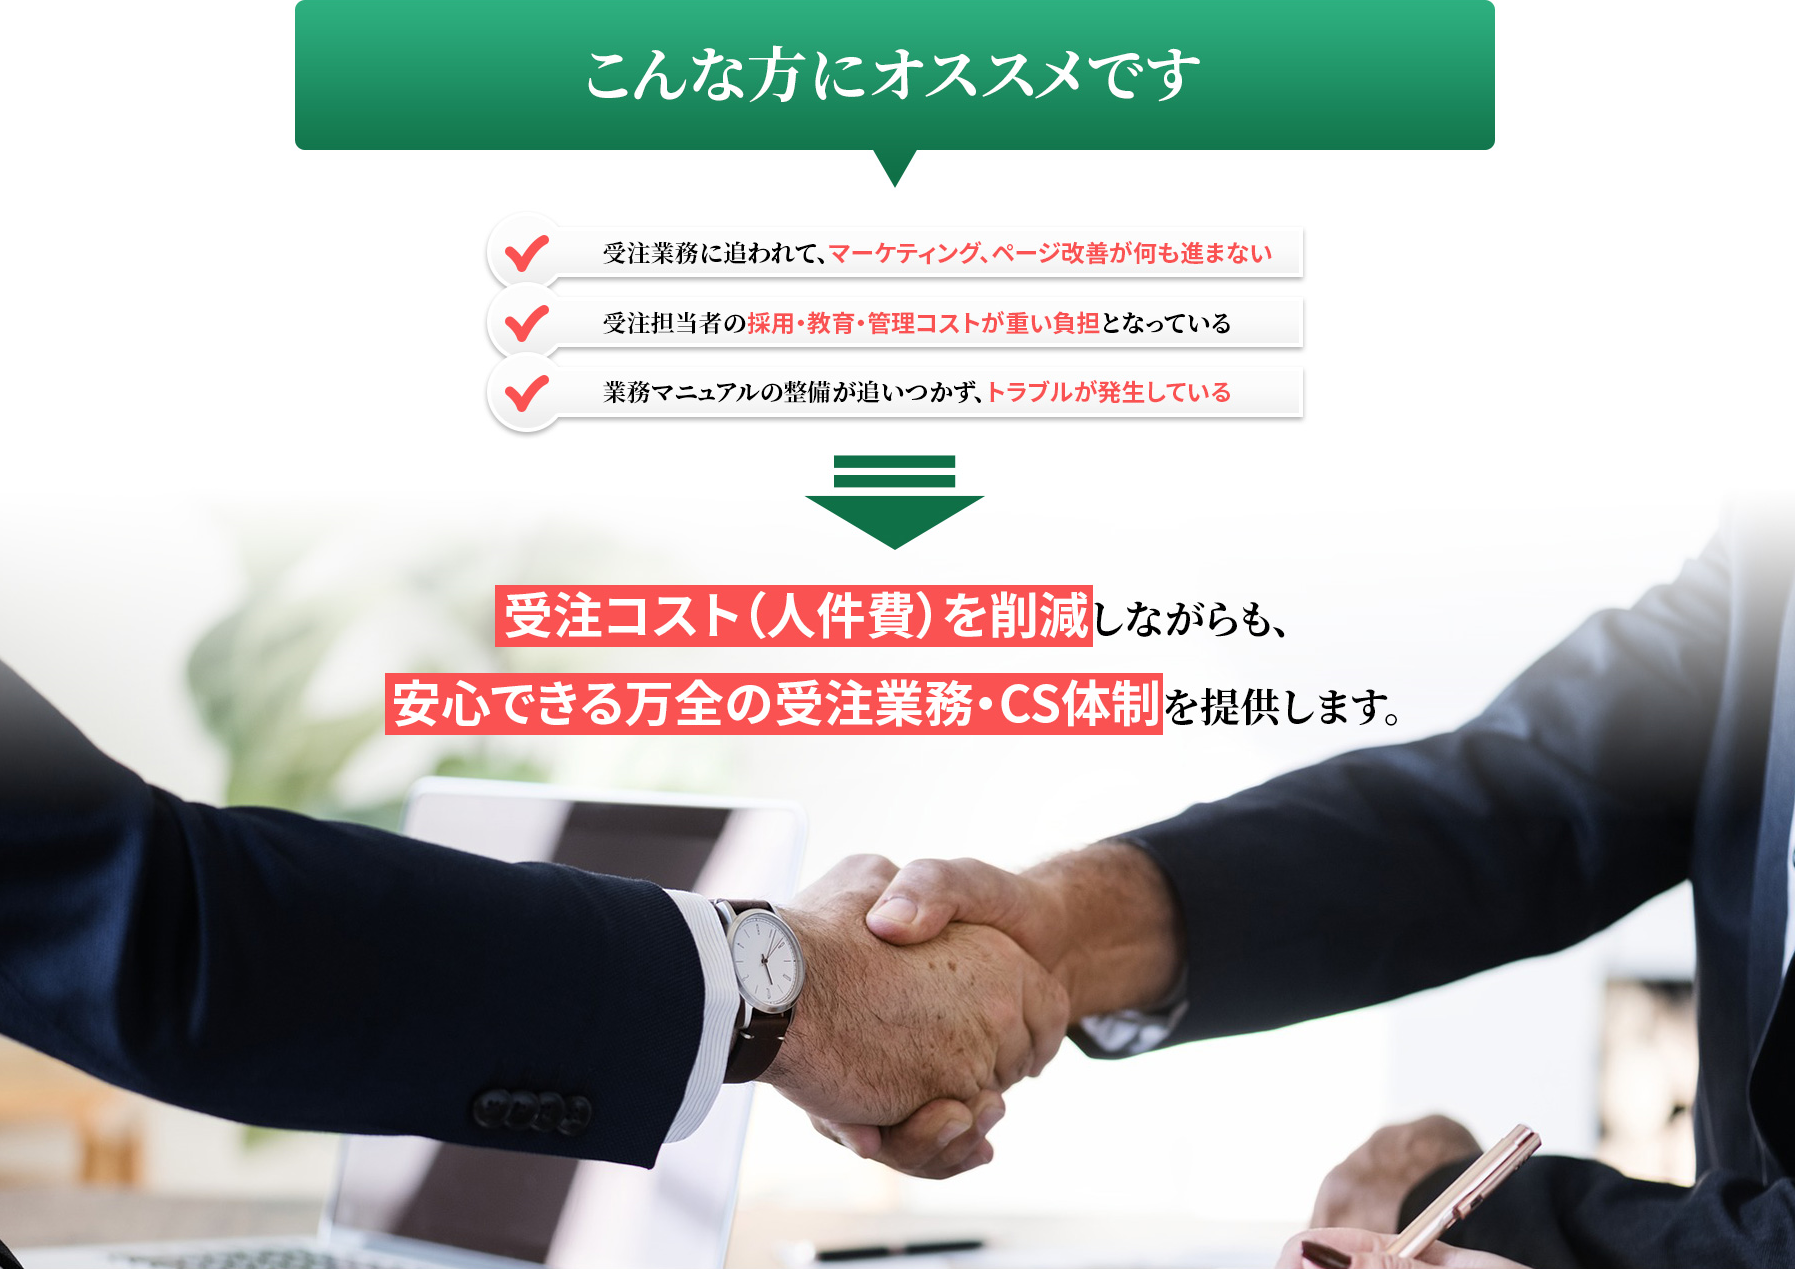 こんな方にオススメです
受注業務に追われて、マーケティング、ページ改善が何も進まない
受注担当者の採用・教育・管理コストが重い負担となっている
業務マニュアルの整備が追いつかず、トラブルが発生している
受注コスト（人件費）を削減しながらも、
安心できる万全の受注業務・CS体制を提供します。